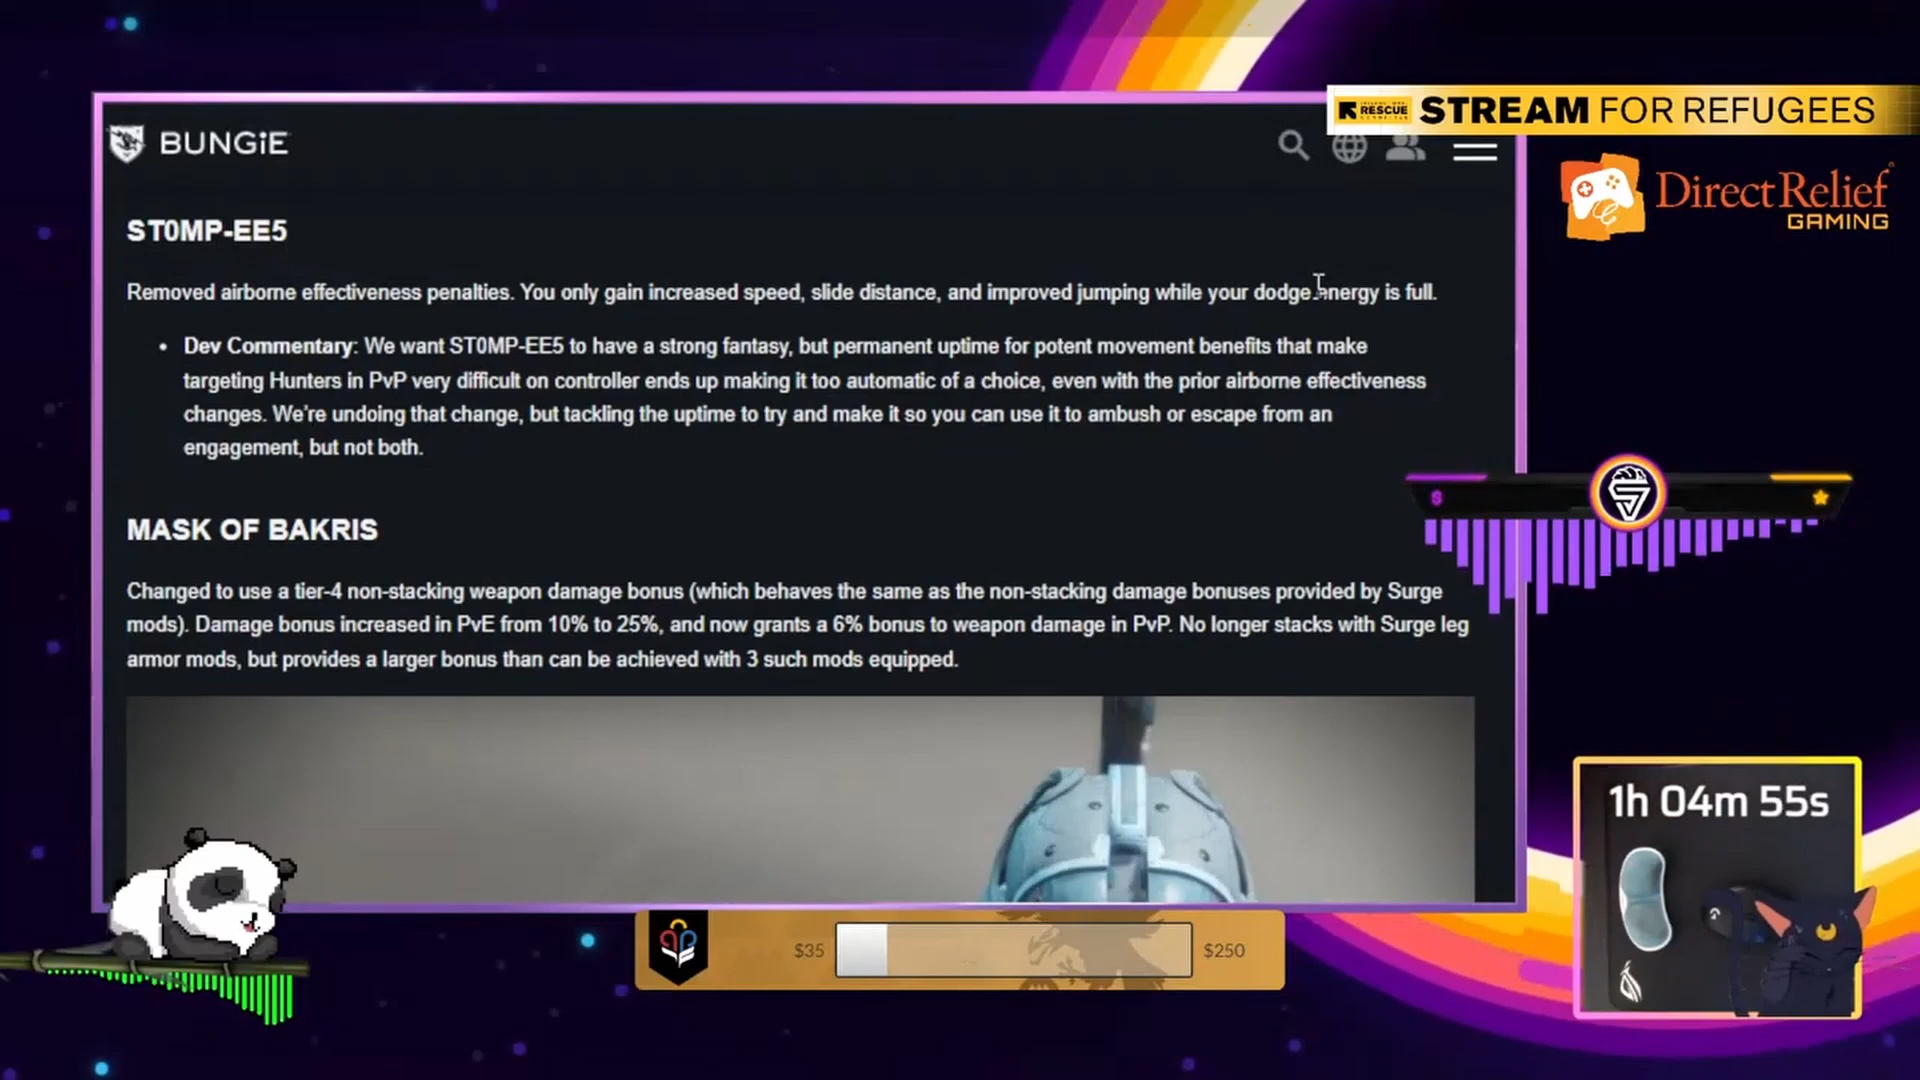 RESCUE
STREAM FOR REFUGEES
BUNGiE
DirectRelief
GAMING
ST0MP-EE5
Removed airborne effectiveness penalties. You only gain increased speed, slide distance, and improved jumping while your dodge energy is full.
• Dev Commentary: We want ST0MP-EE5 to have a strong fantasy, but permanent uptime for potent movement benefits that make
targeting Hunters in PvP very difficult on controller ends up making it too automatic of a choice, even with the prior airborne effectiveness
changes. We're undoing that change, but tackling the uptime to try and make it so you can use it to ambush or escape from an
engagement, but not both.
MASK OF BAKRIS
Changed to use a tier-4 non-stacking weapon damage bonus (which behaves the same as the non-stacking damage bonuses provided by Surge
mods). Damage bonus increased in PvE from 10% to 25%, and now grants a 6% bonus to weapon damage in PvP. No longer stacks with Surge leg
armor mods, but provides a larger bonus than can be achieved with 3 such mods equipped.
1h 04m 55s
$35
$250